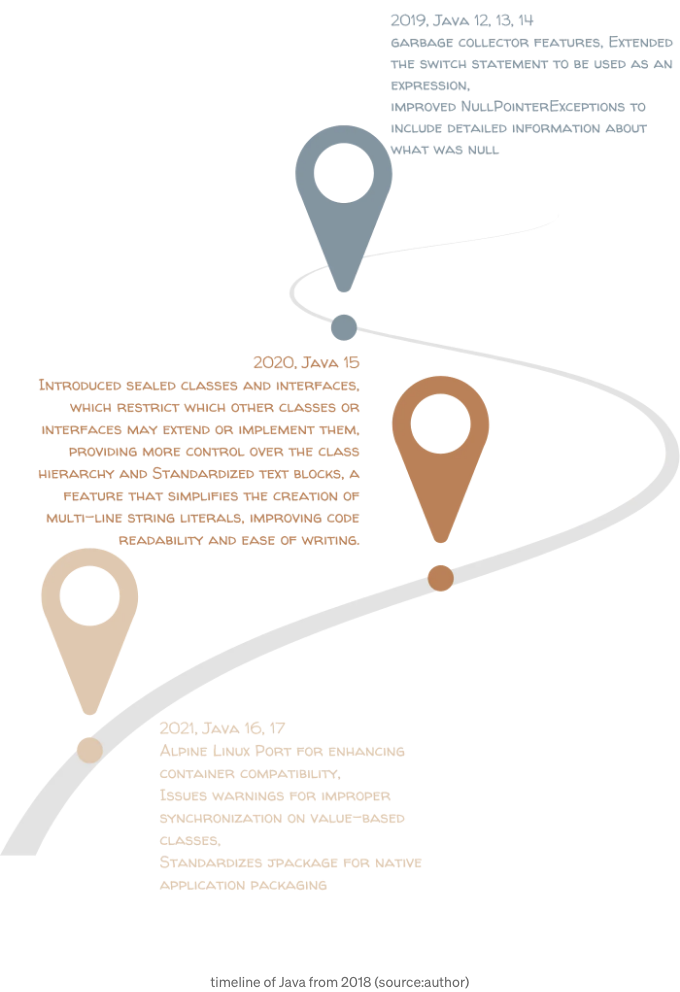 2019, Java 12, 13, 14
garbage collector features, Extended
the switch statement to be used as an
expression,
improved NullPointerExceptions to
include detailed information about
what was null
2020, Java 15
Introduced sealed classes and interfaces,
which restrict which other classes or
interfaces may extend or implement them,
providing more control over the class
hierarchy and Standardized text blocks, a
feature that simplifies the creation of
multi-line string literals, improving code
readability and ease of writing.
2021, Java 16, 17
Alpine Linux Port for enhancing
container compatibility,
Issues warnings for improper
synchronization on value-based
classes,
Standardizes jpackage for native
application packaging
timeline of Java from 2018 (source:author)